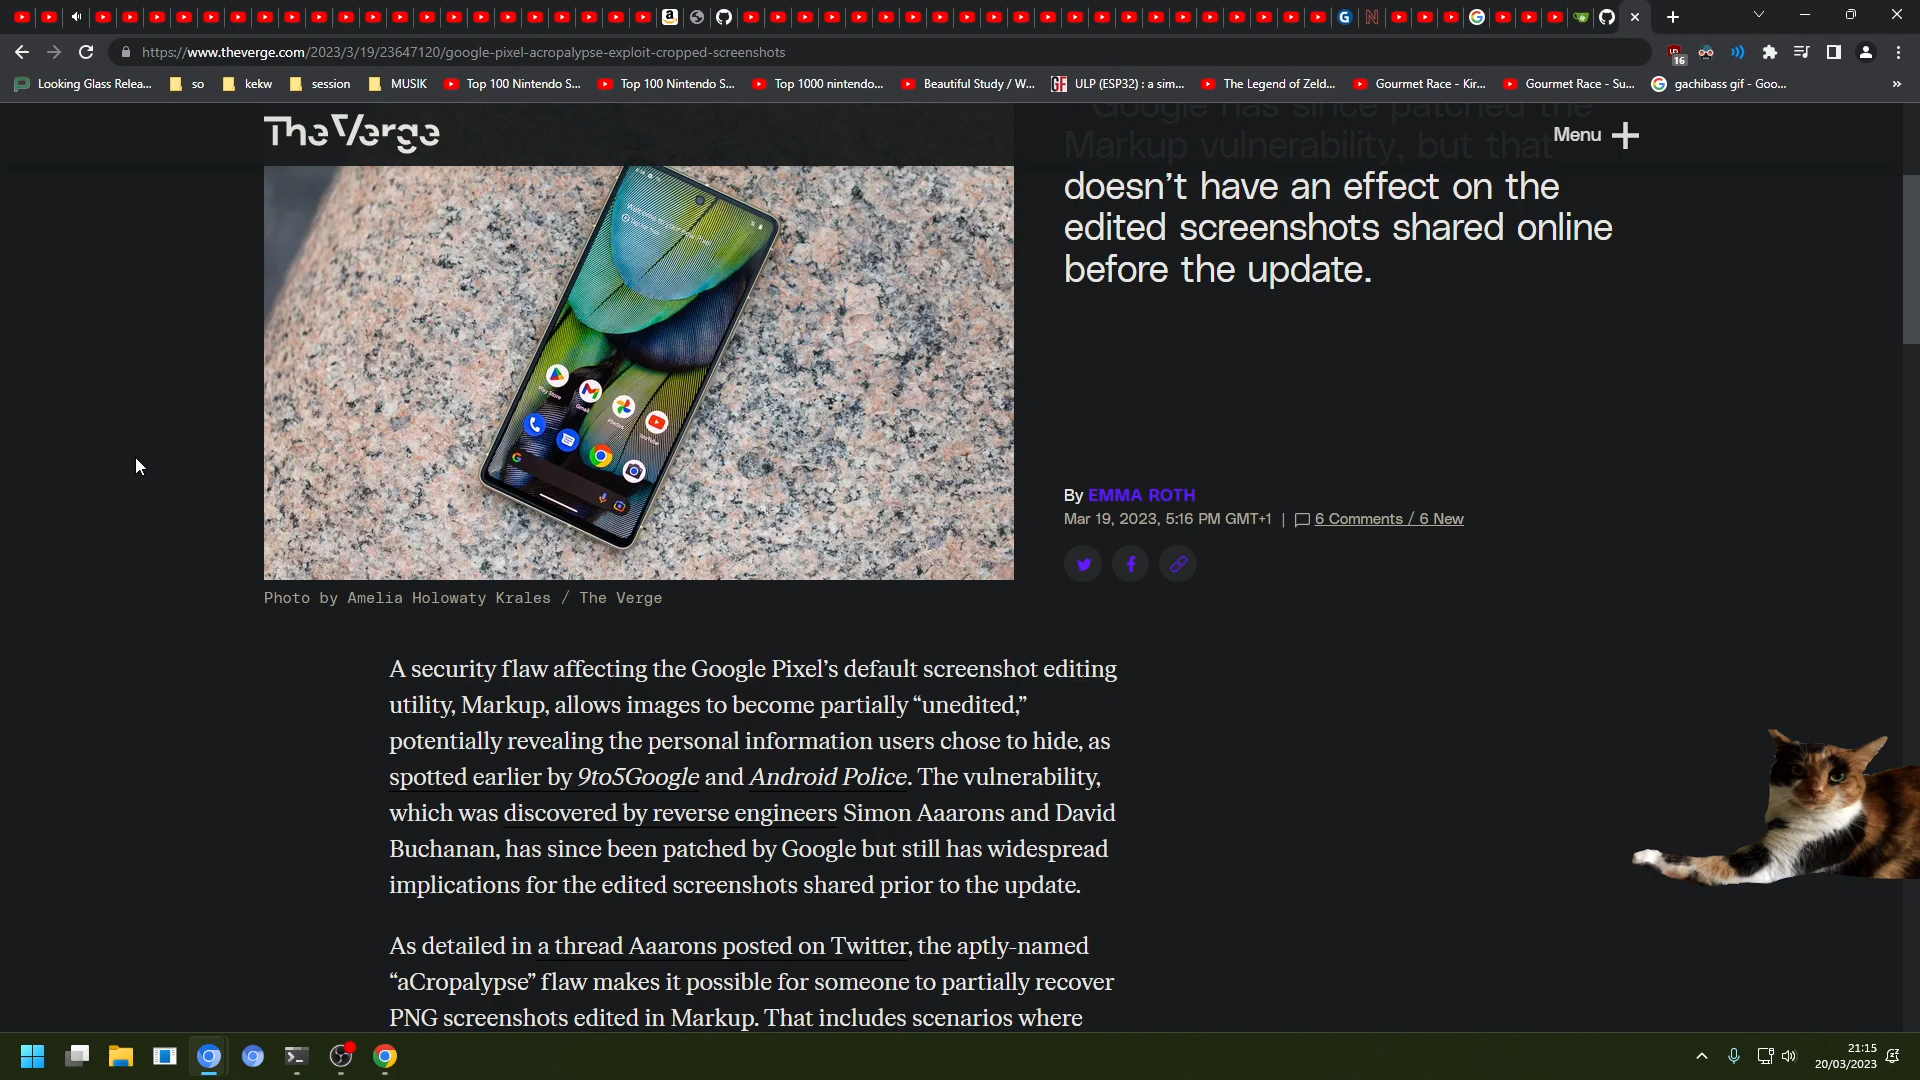 https://www.theverge.com/2023/3/19/23647120/google-pixel-acropalypse-exploit-cropped-screenshots
16
Looking Glass Relea...
so
kekw
session
MUSIK
Top 100 Nintendo S...
Top 100 Nintendo S...
Top 1000 nintendo...
Beautiful Study / W...
ULP (ESP32) : a sim...
The Legend of Zeld...
Gourmet Race - Kir...
Gourmet Race - Su...
gachibass gif - Goo...
»
The Verge
Menu
Google has since patched the
Markup vulnerability, but that
doesn’t have an effect on the
edited screenshots shared online
before the update.
By EMMA ROTH
Mar 19, 2023, 5:16 PM GMT+1 | 6 Comments / 6 New
Photo by Amelia Holowaty Krales / The Verge
A security flaw affecting the Google Pixel’s default screenshot editing
utility, Markup, allows images to become partially “unedited,”
potentially revealing the personal information users chose to hide, as
spotted earlier by 9to5Google and Android Police. The vulnerability,
which was discovered by reverse engineers Simon Aaarons and David
Buchanan, has since been patched by Google but still has widespread
implications for the edited screenshots shared prior to the update.
As detailed in a thread Aaarons posted on Twitter, the aptly-named
“aCropalypse” flaw makes it possible for someone to partially recover
PNG screenshots edited in Markup. That includes scenarios where
21:15
20/03/2023